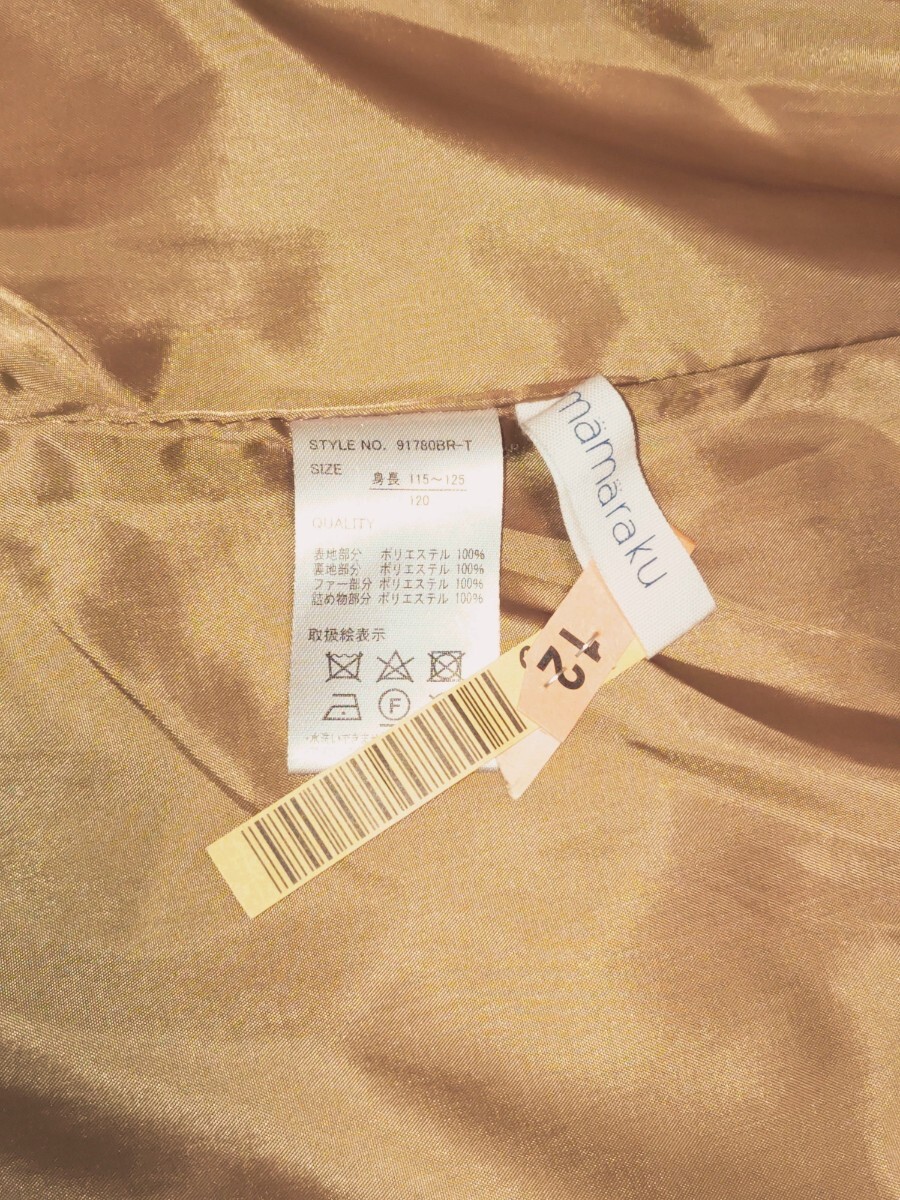 STYLE NO. 91780BR-T
SIZE
身長 115～125
120
QUALITY
表地部分 ポリエステル 100%
裏地部分 ポリエステル 100%
ファー部分 ポリエステル 100%
詰め物部分 ポリエステル 100%
取扱絵表示
F
mämäraku
12